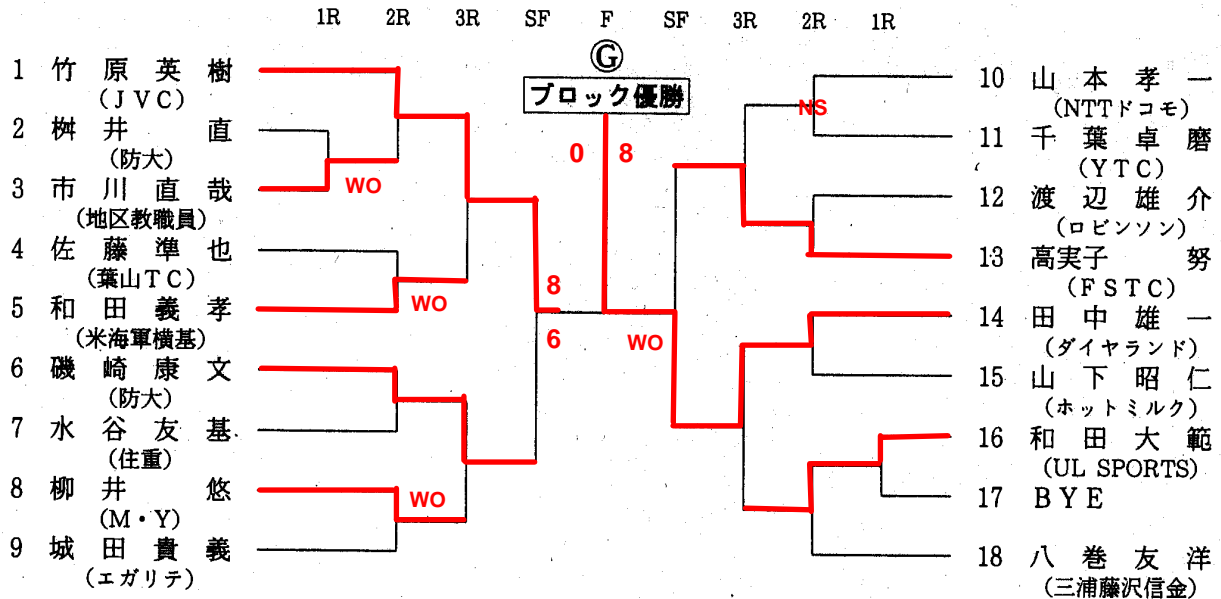 1R 2R 3R SF F SF 3R 2R 1R
Ⓖ
ブロック優勝
1 竹原英樹
(JVC)
2 桝井 直
(防大)
3 市川直哉
(地区教職員)
4 佐藤準也
(葉山TC)
5 和田義孝
(米海軍横基)
6 磯崎康文
(防大)
7 水谷友基
(住重)
8 柳井 悠
(M・Y)
9 城田貴義
(エガリテ)
WO
WO
WO
8
6
0 8
WO
NS
10 山本孝一
(NTTドコモ)
11 千葉卓磨
(YTC)
12 渡辺雄介
(ロビンソン)
13 高実子 努
(FSTC)
14 田中雄一
(ダイヤランド)
15 山下昭仁
(ホットミルク)
16 和田大範
(UL SPORTS)
17 BYE
18 八巻友洋
(三浦藤沢信金)